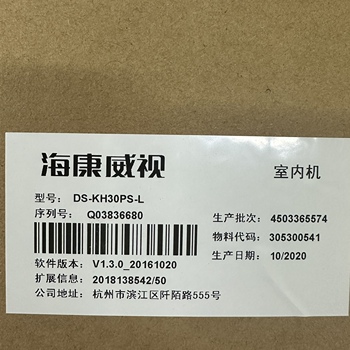 海康威视 室内机
型号: DS-KH30PS-L
序列号: Q03836680 生产批次: 4503365574
物料代码: 305300541
生产日期: 10/2020
软件版本: V1.3.0_20161020
扩展信息: 2018138542/50
公司地址: 杭州市滨江区阡陌路555号